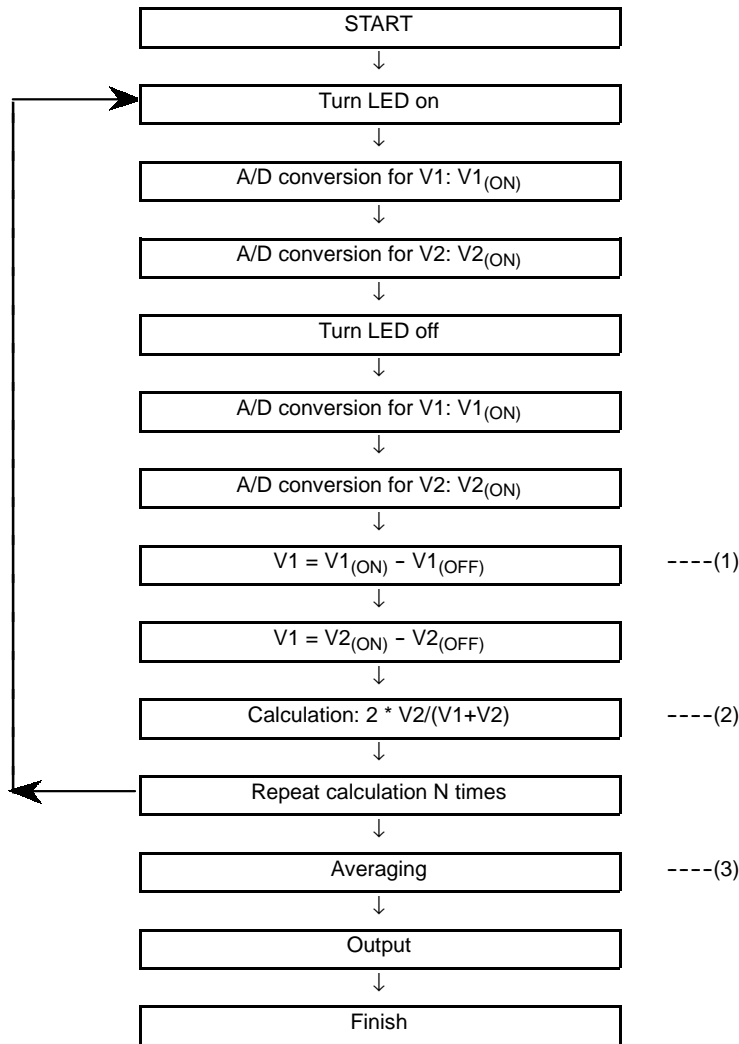 START
↓
Turn LED on
↓
A/D conversion for V1: V1(ON)
↓
A/D conversion for V2: V2(ON)
↓
Turn LED off
↓
A/D conversion for V1: V1(ON)
↓
A/D conversion for V2: V2(ON)
↓
V1 = V1(ON) − V1(OFF) ----(1)
↓
V1 = V2(ON) − V2(OFF)
↓
Calculation: 2 * V2/(V1+V2) ----(2)
↓
Repeat calculation N times
↓
Averaging ----(3)
↓
Output
↓
Finish